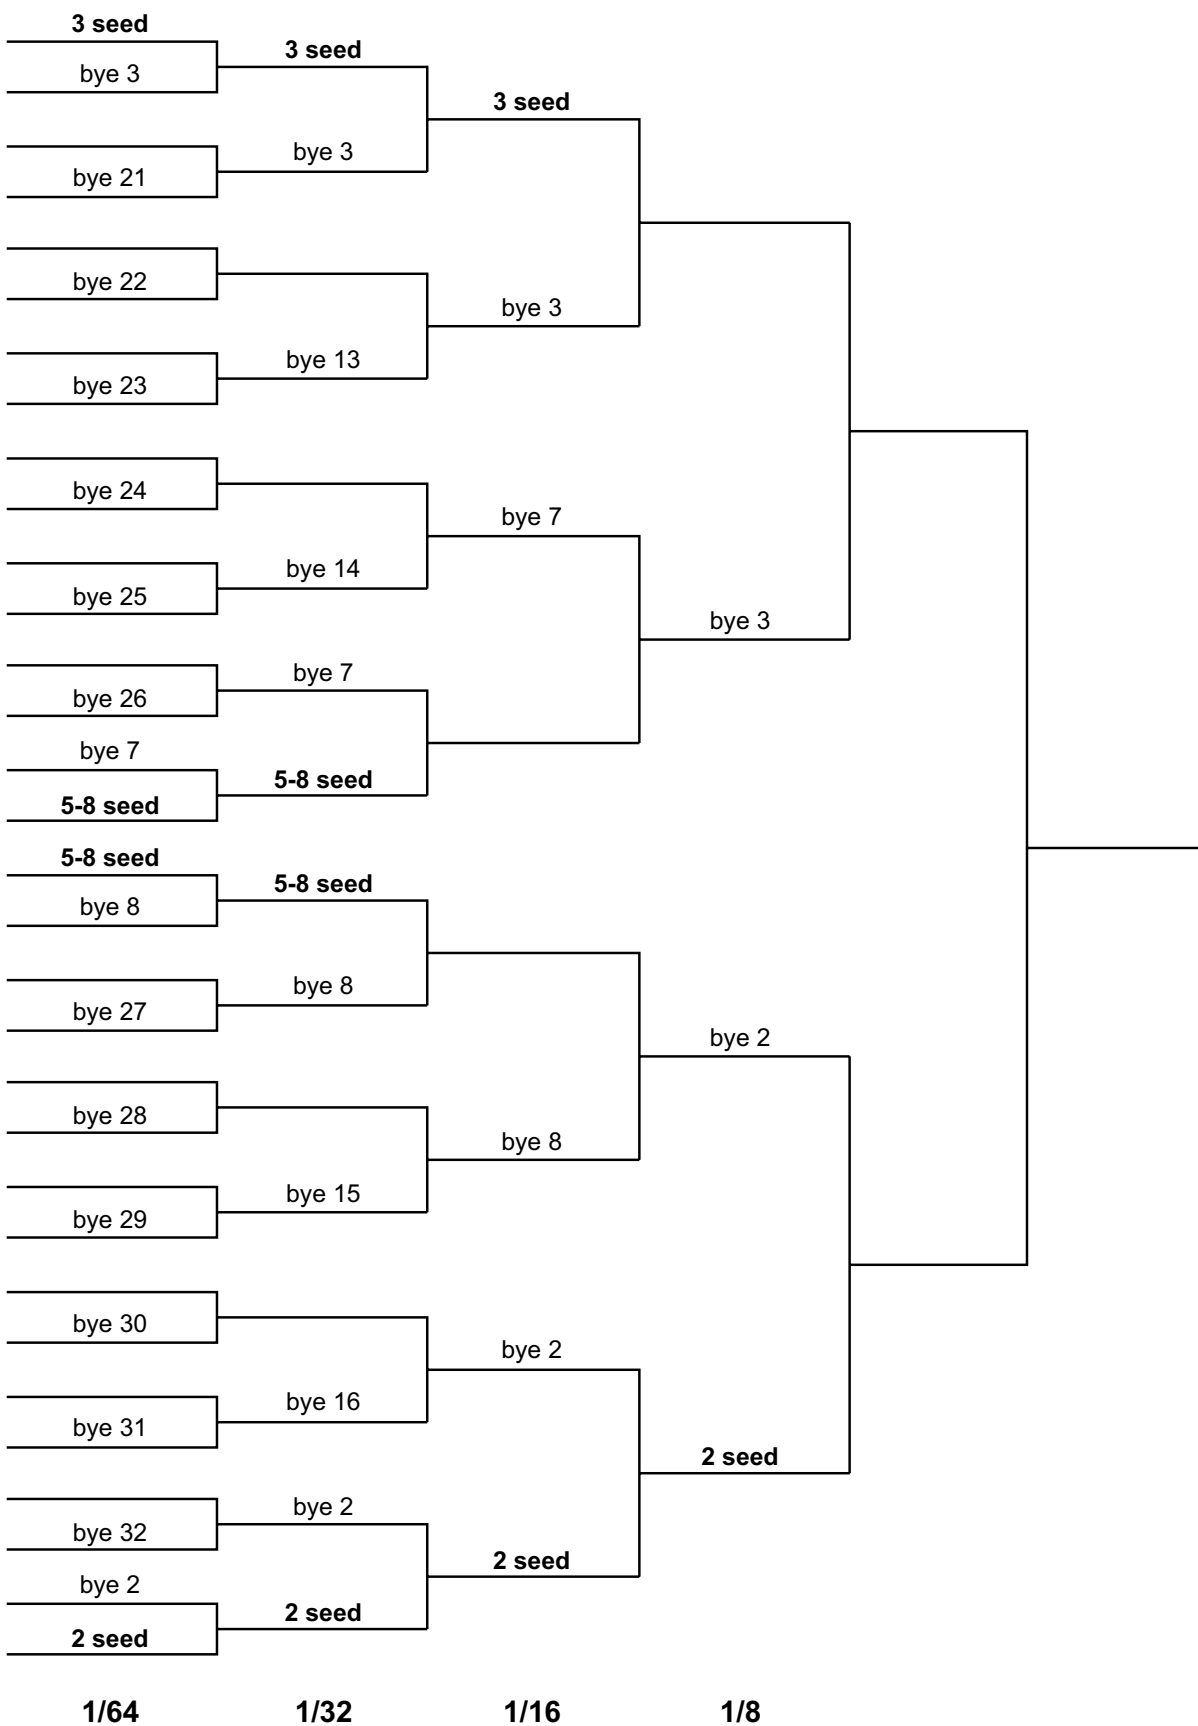 3 seed
3 seed
bye 3
3 seed
bye 3
bye 21
bye 22
bye 3
bye 13
bye 23
bye 24
bye 7
bye 14
bye 25
bye 3
bye 7
bye 26
bye 7
5-8 seed
5-8 seed
5-8 seed
5-8 seed
bye 8
bye 8
bye 27
bye 2
bye 28
bye 8
bye 15
bye 29
bye 30
bye 2
bye 16
bye 31
2 seed
bye 2
bye 32
2 seed
bye 2
2 seed
2 seed
1/64 1/32 1/16 1/8